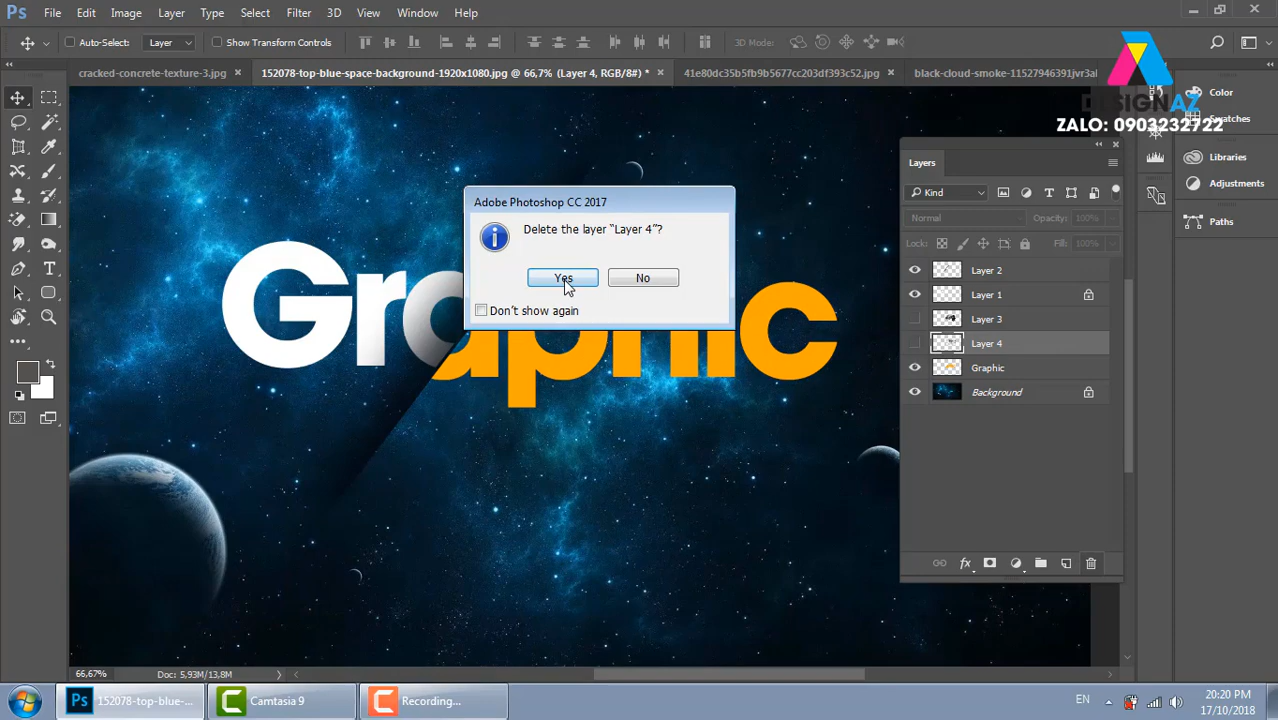 Ps File Edit Image Layer Type Select Filter 3D View Window Help
Auto-Select: Layer Show Transform Controls 3D Mode:
cracked-concrete-texture-3.jpg × 152078-top-blue-space-background-1920x1080.jpg @ 66,7% (Layer 4, RGB/8#) * × 41e80dc35b5fb9b5677cc203df393c52.jpg × black-cloud-smoke-11527946391jvr3al
DESIGNAZ
ZALO: 0903232722
Color
Swatches
Libraries
Adjustments
Paths
Layers
Kind
Normal Opacity: 100%
Lock: Fill: 100%
Layer 2
Layer 1
Layer 3
Layer 4
Graphic
Background
fx
Adobe Photoshop CC 2017
Delete the layer “Layer 4”?
Yes No
Don't show again
Graphic
66,67% Doc: 5,93M/13,8M
Ps 152078-top-blue-... Camtasia 9 Recording...
EN
20:20 PM
17/10/2018